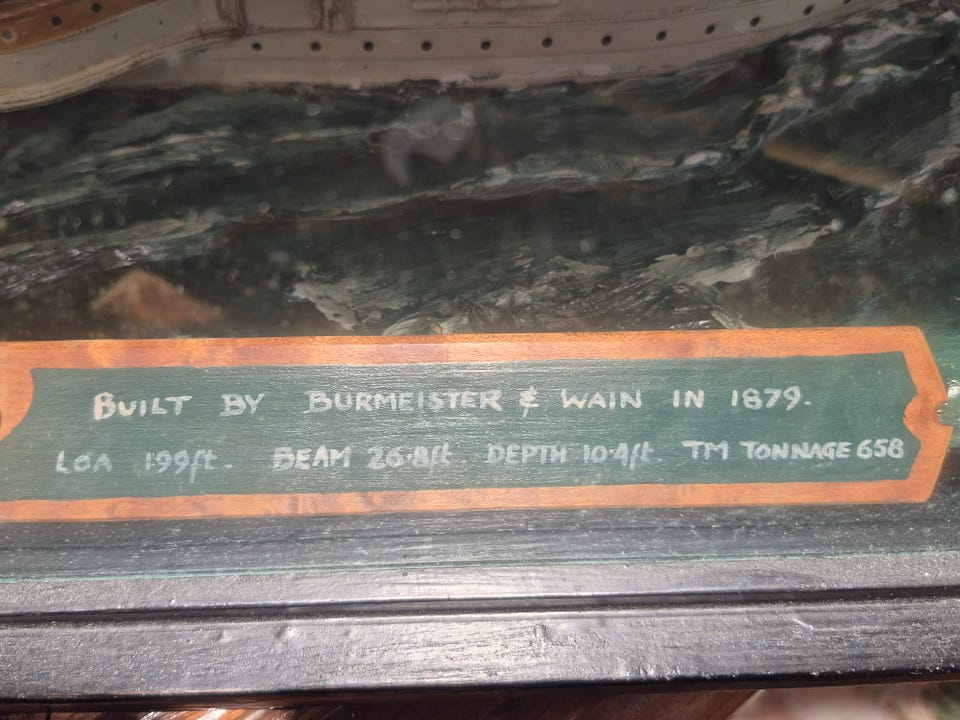 BUILT BY BURMEISTER & WAIN IN 1879.
LOA 199ft. BEAM 26·8ft DEPTH 10·4ft. TM TONNAGE 658